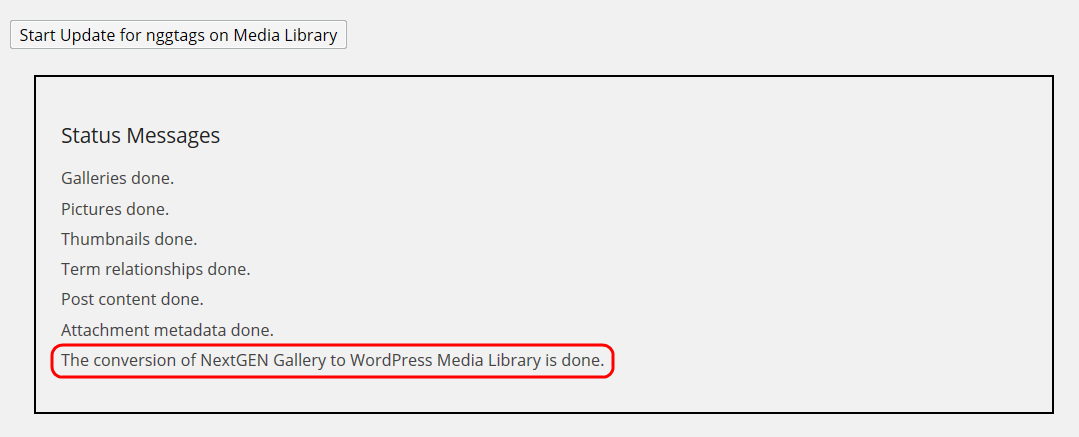 Start Update for nggtags on Media Library
Status Messages
Galleries done.
Pictures done.
Thumbnails done.
Term relationships done.
Post content done.
Attachment metadata done.
The conversion of NextGEN Gallery to WordPress Media Library is done.